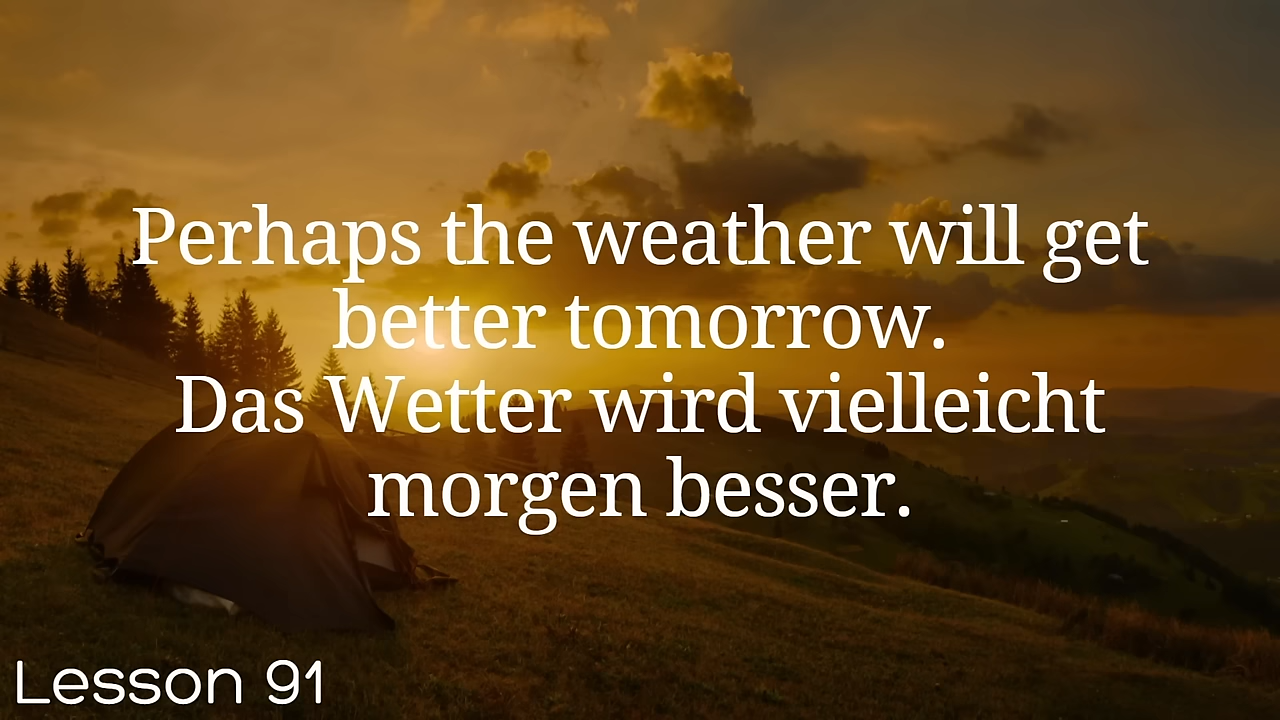 Perhaps the weather will get
better tomorrow.
Das Wetter wird vielleicht
morgen besser.
Lesson 91